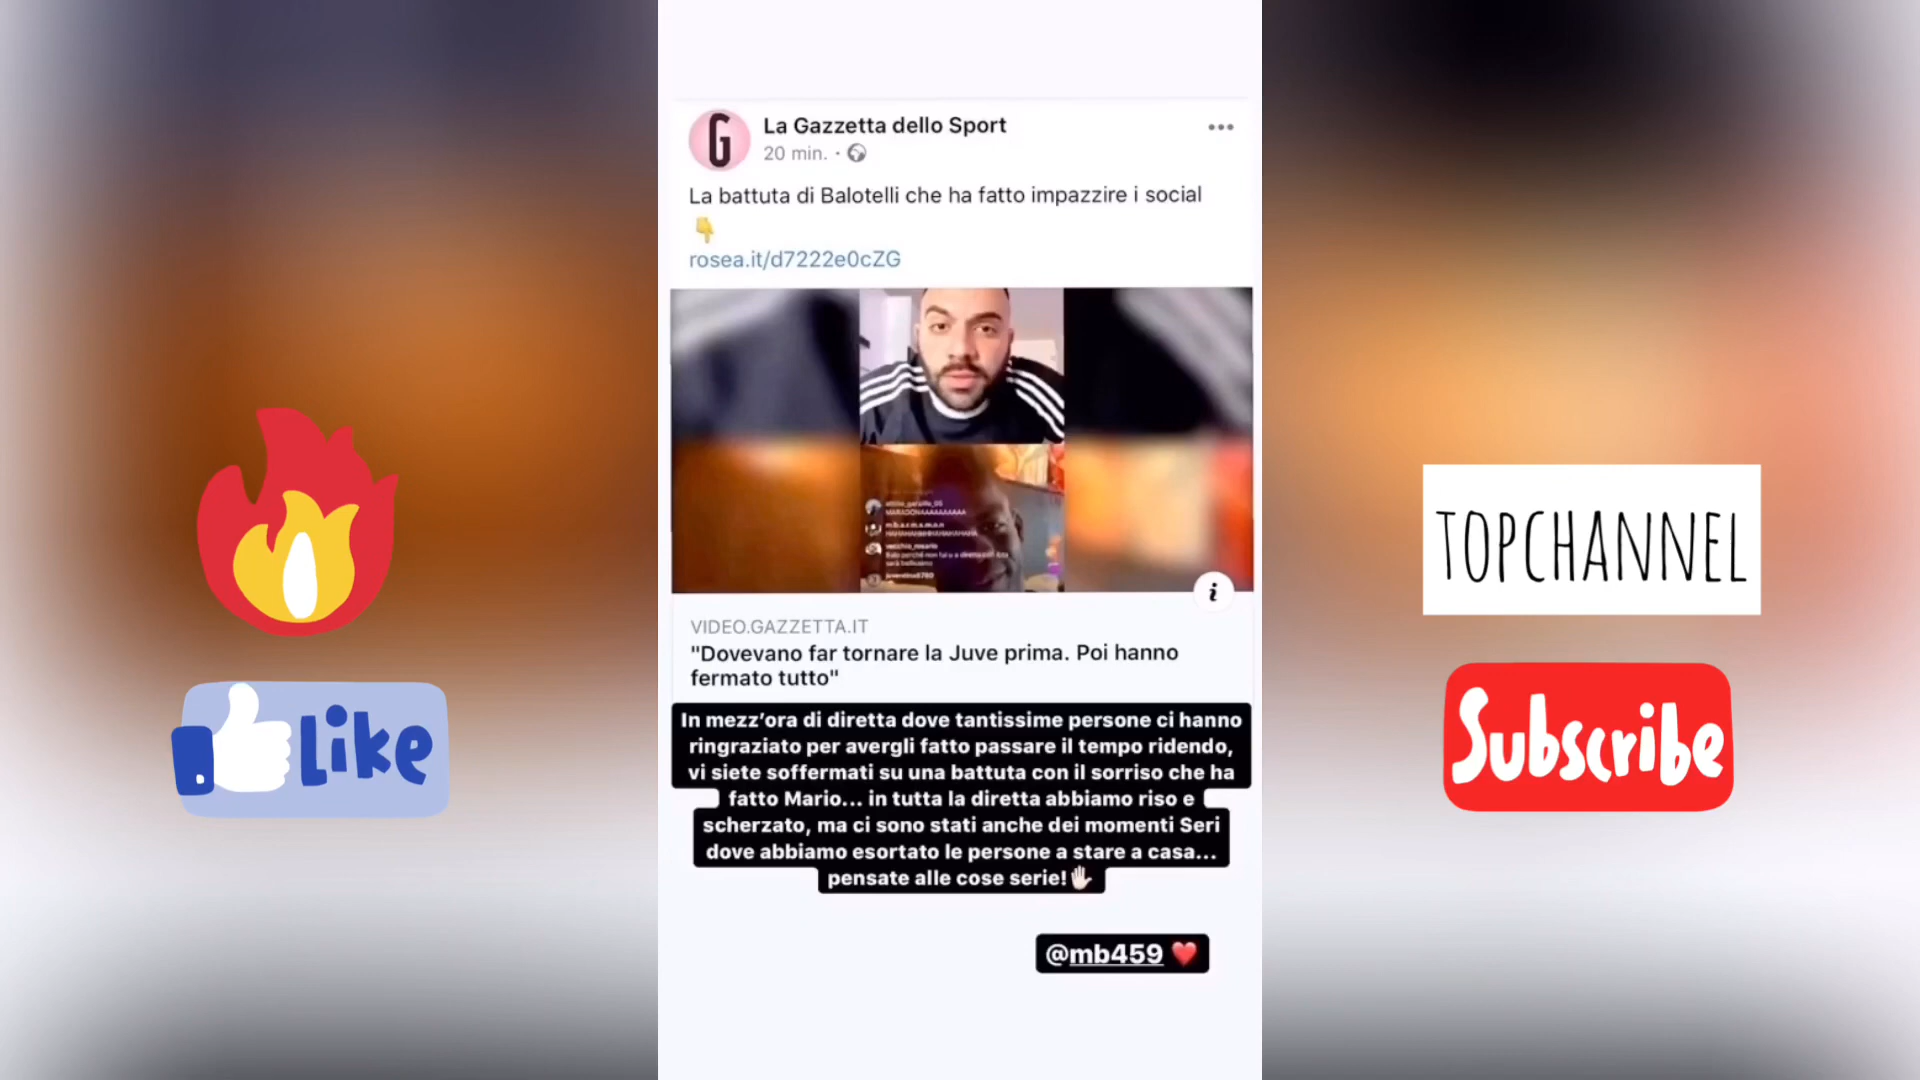 G
La Gazzetta dello Sport
20 min. ·
La battuta di Balotelli che ha fatto impazzire i social
rosea.it/d7222e0cZG
MARADONAAAAAAAAAA
i
VIDEO.GAZZETTA.IT
"Dovevano far tornare la Juve prima. Poi hanno
fermato tutto"
In mezz'ora di diretta dove tantissime persone ci hanno
ringraziato per avergli fatto passare il tempo ridendo,
vi siete soffermati su una battuta con il sorriso che ha
fatto Mario... in tutta la diretta abbiamo riso e
scherzato, ma ci sono stati anche dei momenti Seri
dove abbiamo esortato le persone a stare a casa...
pensate alle cose serie!🖐🏻
@mb459 ❤️
Like
TOPCHANNEL
Subscribe